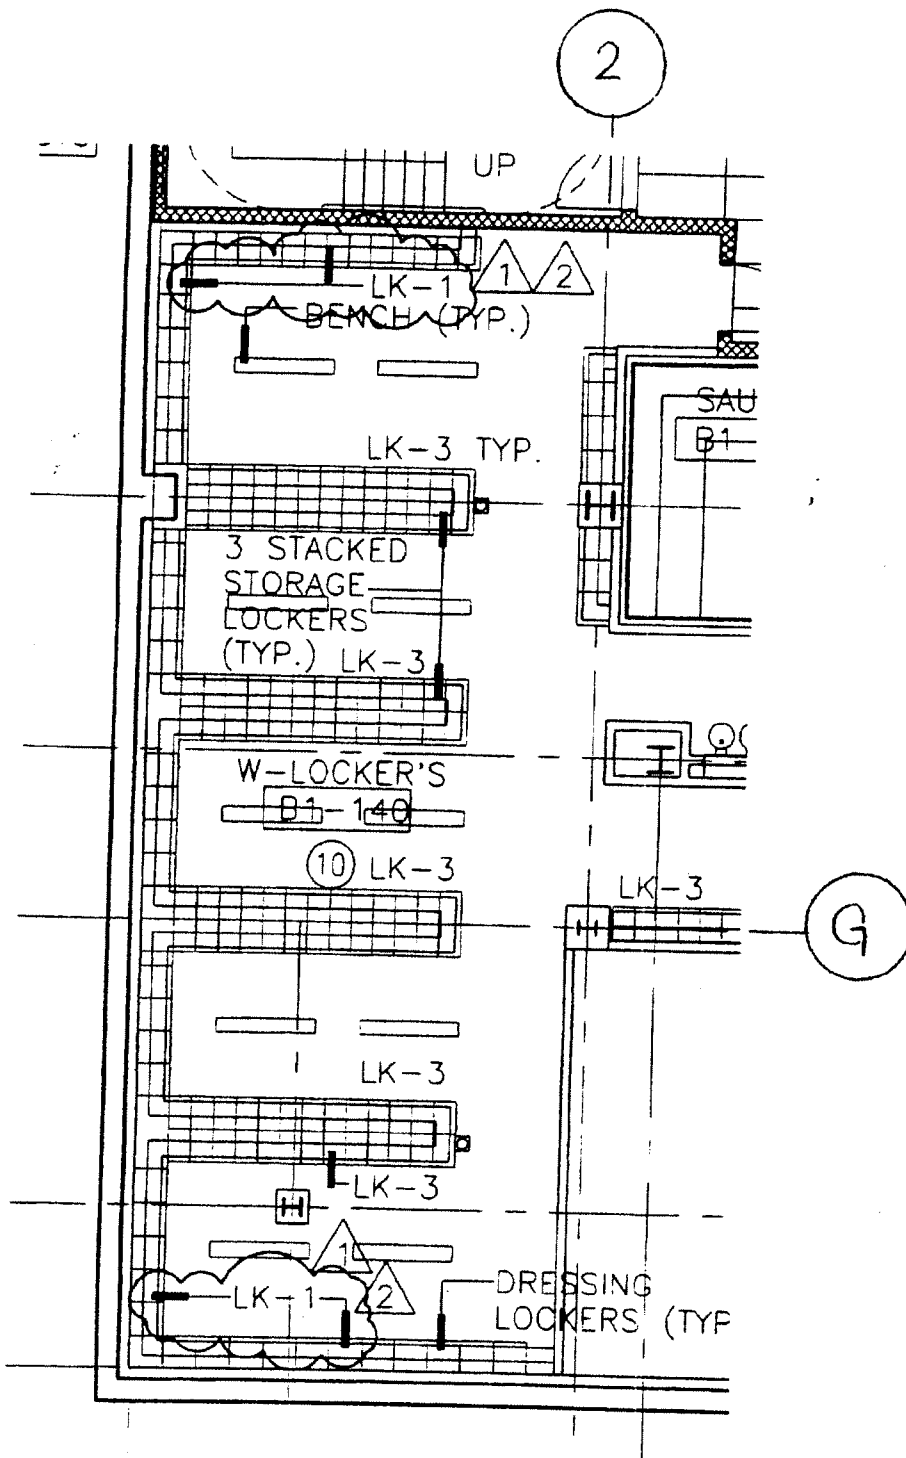 2
UP
LK-1
1
2
BENCH (TYP.)
SAU
B1
LK-3 TYP.
3 STACKED
STORAGE
LOCKERS
(TYP.)
LK-3
W-LOCKER'S
B1-140
10
LK-3
LK-3
G
LK-3
LK-3
1
LK-1
2
DRESSING
LOCKERS (TYP